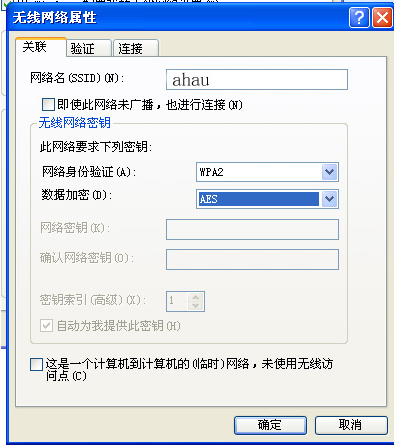 无线网络属性
关联 验证 连接
网络名(SSID)(N): ahau
即使此网络未广播，也进行连接(N)
无线网络密钥
此网络要求下列密钥:
网络身份验证(A): WPA2
数据加密(D): AES
网络密钥(K):
确认网络密钥(O):
密钥索引(高级)(X): 1
自动为我提供此密钥(H)
这是一个计算机到计算机的(临时)网络，未使用无线访
问点(C)
确定 取消